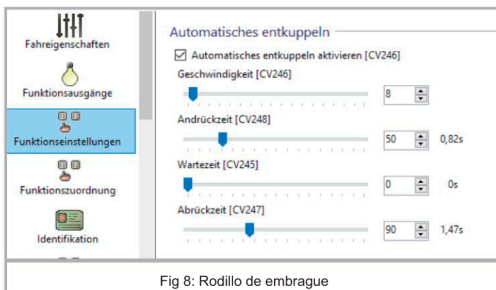 Fahreigenschaften
Funktionsausgänge
Funktionseinstellungen
Funktionszuordnung
Identifikation
Automatisches entkuppeln
Automatisches entkuppeln aktivieren [CV246]
Geschwindigkeit [CV246]
8
Andrückzeit [CV248]
50 0,82s
Wartezeit [CV245]
0 0s
Abrückzeit [CV247]
90 1,47s
Fig 8: Rodillo de embrague